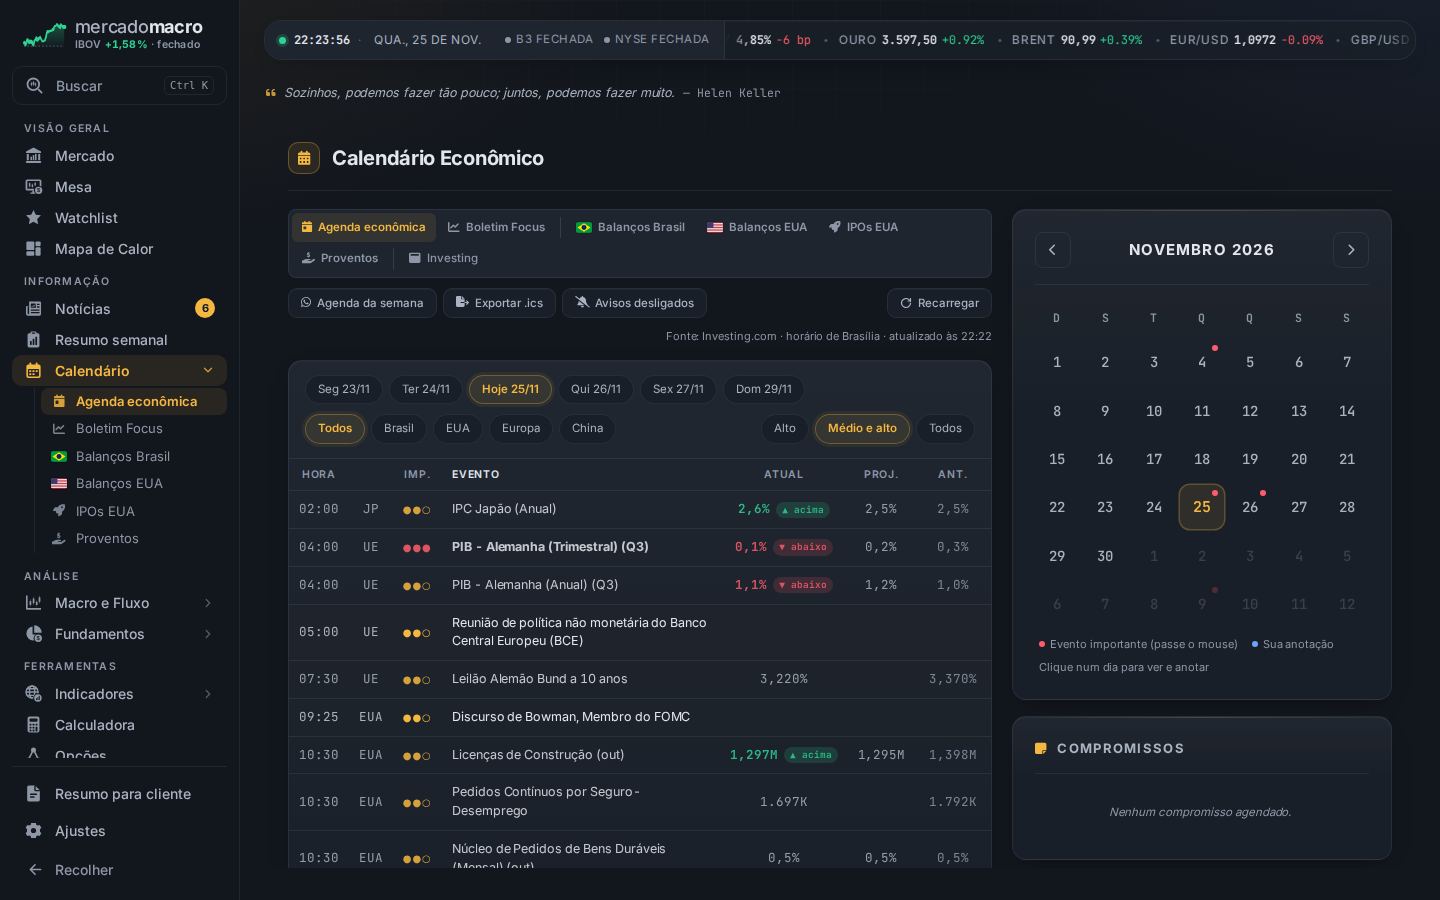 mercadomacro
IBOV +1,58% · fechado
Buscar Ctrl K
VISÃO GERAL
Mercado
Mesa
Watchlist
Mapa de Calor
INFORMAÇÃO
Notícias 6
Resumo semanal
Calendário
Agenda econômica
Boletim Focus
Balanços Brasil
Balanços EUA
IPOs EUA
Proventos
ANÁLISE
Macro e Fluxo
Fundamentos
FERRAMENTAS
Indicadores
Calculadora
Opções
Resumo para cliente
Ajustes
Recolher
22:23:56 · QUA., 25 DE NOV. B3 FECHADA NYSE FECHADA 4,85% -6 bp • OURO 3.597,50 +0.92% • BRENT 90,99 +0.39% • EUR/USD 1,0972 -0.09% • GBP/USD
“ Sozinhos, podemos fazer tão pouco; juntos, podemos fazer muito. — Helen Keller
Calendário Econômico
Agenda econômica Boletim Focus Balanços Brasil Balanços EUA IPOs EUA
Proventos Investing
Agenda da semana Exportar .ics Avisos desligados Recarregar
Fonte: Investing.com · horário de Brasília · atualizado às 22:22
Seg 23/11 Ter 24/11 Hoje 25/11 Qui 26/11 Sex 27/11 Dom 29/11
Todos Brasil EUA Europa China Alto Médio e alto Todos
HORA IMP. EVENTO ATUAL PROJ. ANT.
02:00 JP ●●○ IPC Japão (Anual) 2,6% ▲ acima 2,5% 2,5%
04:00 UE ●●● PIB - Alemanha (Trimestral) (Q3) 0,1% ▼ abaixo 0,2% 0,3%
04:00 UE ●●○ PIB - Alemanha (Anual) (Q3) 1,1% ▼ abaixo 1,2% 1,0%
05:00 UE ●●○ Reunião de política não monetária do Banco
Central Europeu (BCE)
07:30 UE ●●○ Leilão Alemão Bund a 10 anos 3,220% 3,370%
09:25 EUA ●●○ Discurso de Bowman, Membro do FOMC
10:30 EUA ●●○ Licenças de Construção (out) 1,297M ▲ acima 1,295M 1,398M
10:30 EUA ●●○ Pedidos Contínuos por Seguro-
Desemprego 1.697K 1.792K
10:30 EUA ●●○ Núcleo de Pedidos de Bens Duráveis
(Mensal) (out) 0,5% 0,5% 0,5%
NOVEMBRO 2026
D S T Q Q S S
1 2 3 4 5 6 7
8 9 10 11 12 13 14
15 16 17 18 19 20 21
22 23 24 25 26 27 28
29 30 1 2 3 4 5
6 7 8 9 10 11 12
Evento importante (passe o mouse) Sua anotação
Clique num dia para ver e anotar
COMPROMISSOS
Nenhum compromisso agendado.